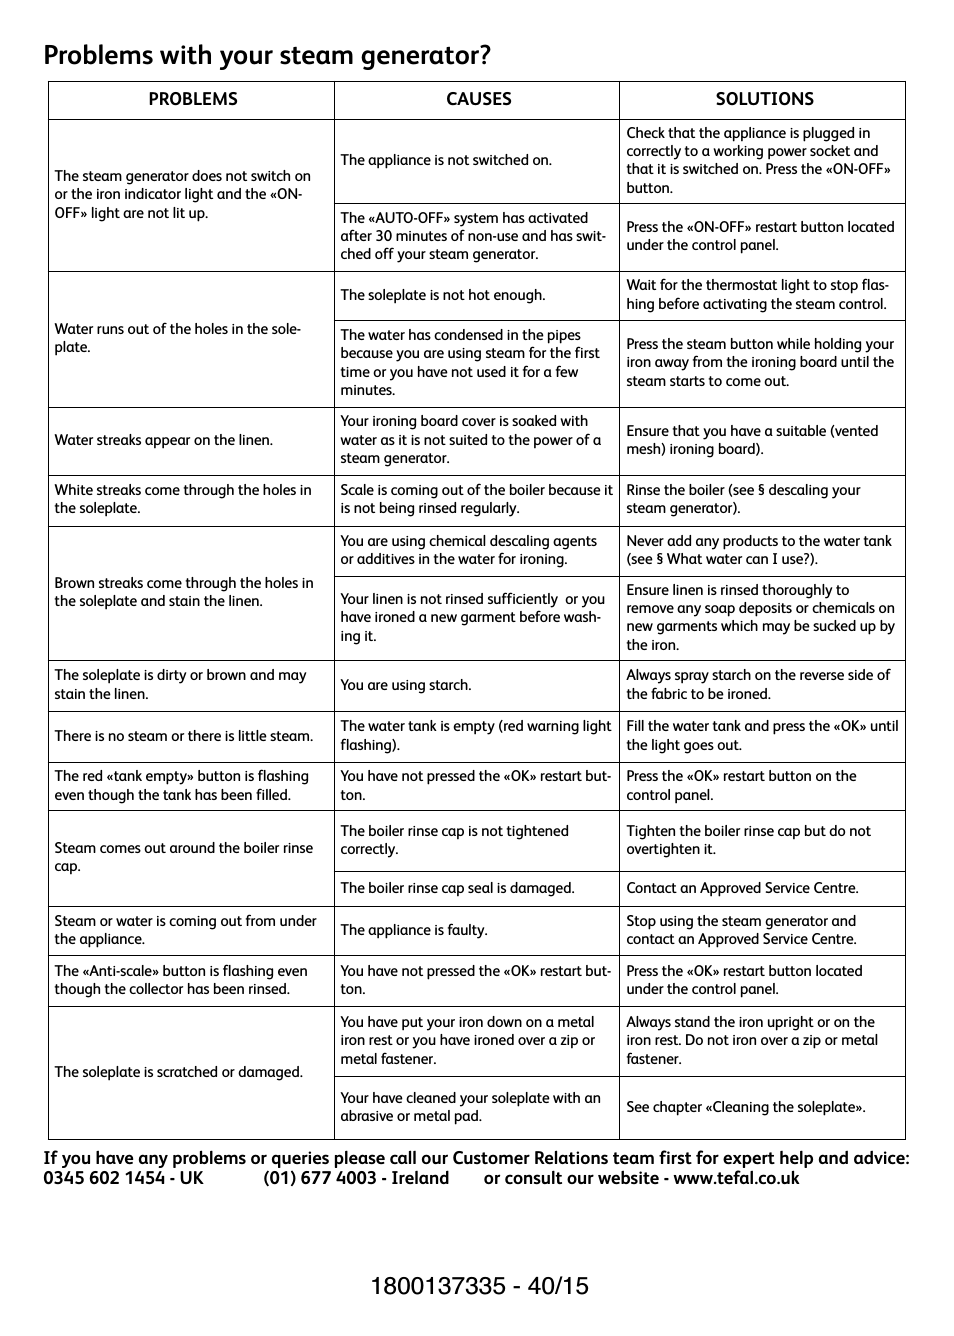 Problems with your steam generator?
PROBLEMS
CAUSES
SOLUTIONS
The steam generator does not switch on
or the iron indicator light and the «ON-
OFF» light are not lit up.
The appliance is not switched on.
Check that the appliance is plugged in
correctly to a working power socket and
that it is switched on. Press the «ON-OFF»
button.
The «AUTO-OFF» system has activated
after 30 minutes of non-use and has swit-
ched off your steam generator.
Press the «ON-OFF» restart button located
under the control panel.
Water runs out of the holes in the sole-
plate.
The soleplate is not hot enough.
Wait for the thermostat light to stop flas-
hing before activating the steam control.
The water has condensed in the pipes
because you are using steam for the first
time or you have not used it for a few
minutes.
Press the steam button while holding your
iron away from the ironing board until the
steam starts to come out.
Water streaks appear on the linen.
Your ironing board cover is soaked with
water as it is not suited to the power of a
steam generator.
Ensure that you have a suitable (vented
mesh) ironing board).
White streaks come through the holes in
the soleplate.
Scale is coming out of the boiler because it
is not being rinsed regularly.
Rinse the boiler (see § descaling your
steam generator).
Brown streaks come through the holes in
the soleplate and stain the linen.
You are using chemical descaling agents
or additives in the water for ironing.
Never add any products to the water tank
(see § What water can I use?).
Your linen is not rinsed sufficiently  or you
have ironed a new garment before wash-
ing it.
Ensure linen is rinsed thoroughly to
remove any soap deposits or chemicals on
new garments which may be sucked up by
the iron.
The soleplate is dirty or brown and may
stain the linen.
You are using starch.
Always spray starch on the reverse side of
the fabric to be ironed.
There is no steam or there is little steam.
The water tank is empty (red warning light
flashing).
Fill the water tank and press the «OK» until
the light goes out.
The red «tank empty» button is flashing
even though the tank has been filled.
You have not pressed the «OK» restart but-
ton.
Press the «OK» restart button on the
control panel.
Steam comes out around the boiler rinse
cap.
The boiler rinse cap is not tightened
correctly.
Tighten the boiler rinse cap but do not
overtighten it.
The boiler rinse cap seal is damaged.
Contact an Approved Service Centre.
Steam or water is coming out from under
the appliance.
The appliance is faulty.
Stop using the steam generator and
contact an Approved Service Centre.
The «Anti-scale» button is flashing even
though the collector has been rinsed.
You have not pressed the «OK» restart but-
ton.
Press the «OK» restart button located
under the control panel.
The soleplate is scratched or damaged.
You have put your iron down on a metal
iron rest or you have ironed over a zip or
metal fastener.
Always stand the iron upright or on the
iron rest. Do not iron over a zip or metal
fastener.
Your have cleaned your soleplate with an
abrasive or metal pad.
See chapter «Cleaning the soleplate».
If you have any problems or queries please call our Customer Relations team first for expert help and advice:
0345 602 1454 - UK (01) 677 4003 - Ireland or consult our website - www.tefal.co.uk
1800137335 - 40/15